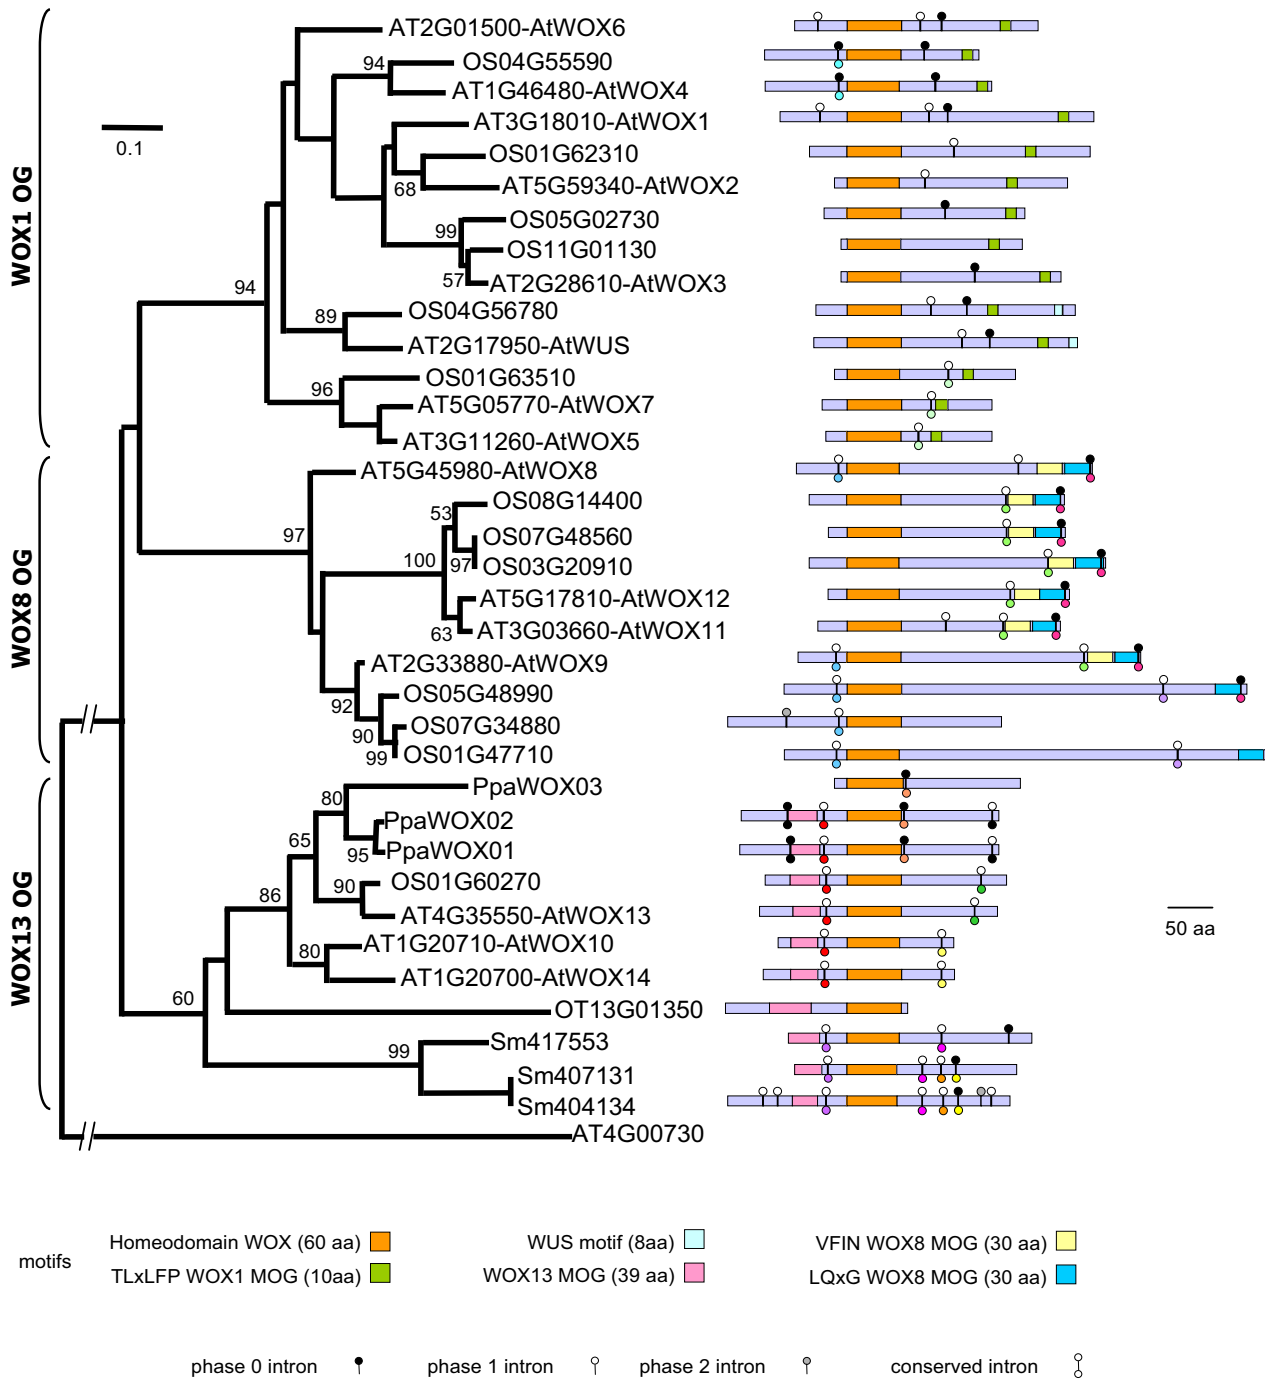 WOX1 OG
WOX8 OG
WOX13 OG
0.1
AT2G01500-AtWOX6
94
OS04G55590
AT1G46480-AtWOX4
AT3G18010-AtWOX1
OS01G62310
68
AT5G59340-AtWOX2
OS05G02730
99
OS11G01130
57
AT2G28610-AtWOX3
94
OS04G56780
89
AT2G17950-AtWUS
OS01G63510
96
AT5G05770-AtWOX7
AT3G11260-AtWOX5
AT5G45980-AtWOX8
OS08G14400
53
97
OS07G48560
100
97
OS03G20910
AT5G17810-AtWOX12
63
AT3G03660-AtWOX11
AT2G33880-AtWOX9
OS05G48990
92
OS07G34880
90
99
OS01G47710
PpaWOX03
80
PpaWOX02
65
95
PpaWOX01
OS01G60270
90
86
AT4G35550-AtWOX13
AT1G20710-AtWOX10
80
AT1G20700-AtWOX14
60
OT13G01350
Sm417553
99
Sm407131
Sm404134
AT4G00730
50 aa
motifs
Homeodomain WOX (60 aa)
WUS motif (8aa)
VFIN WOX8 MOG (30 aa)
TLxLFP WOX1 MOG (10aa)
WOX13 MOG (39 aa)
LQxG WOX8 MOG (30 aa)
phase 0 intron
phase 1 intron
phase 2 intron
conserved intron